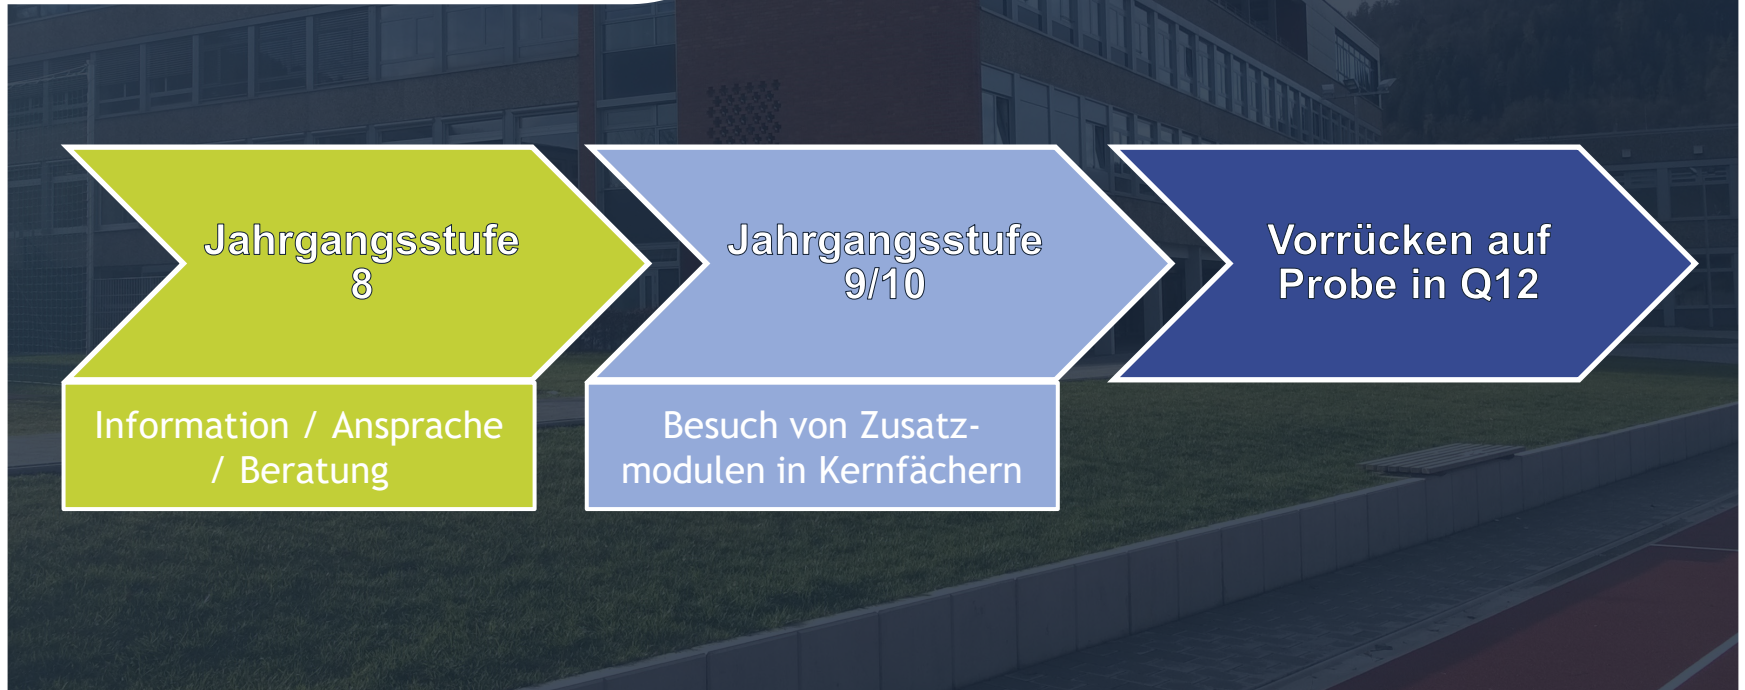 Jahrgangsstufe
8
Information / Ansprache
/ Beratung
Jahrgangsstufe
9/10
Besuch von Zusatz-
modulen in Kernfächern
Vorrücken auf
Probe in Q12